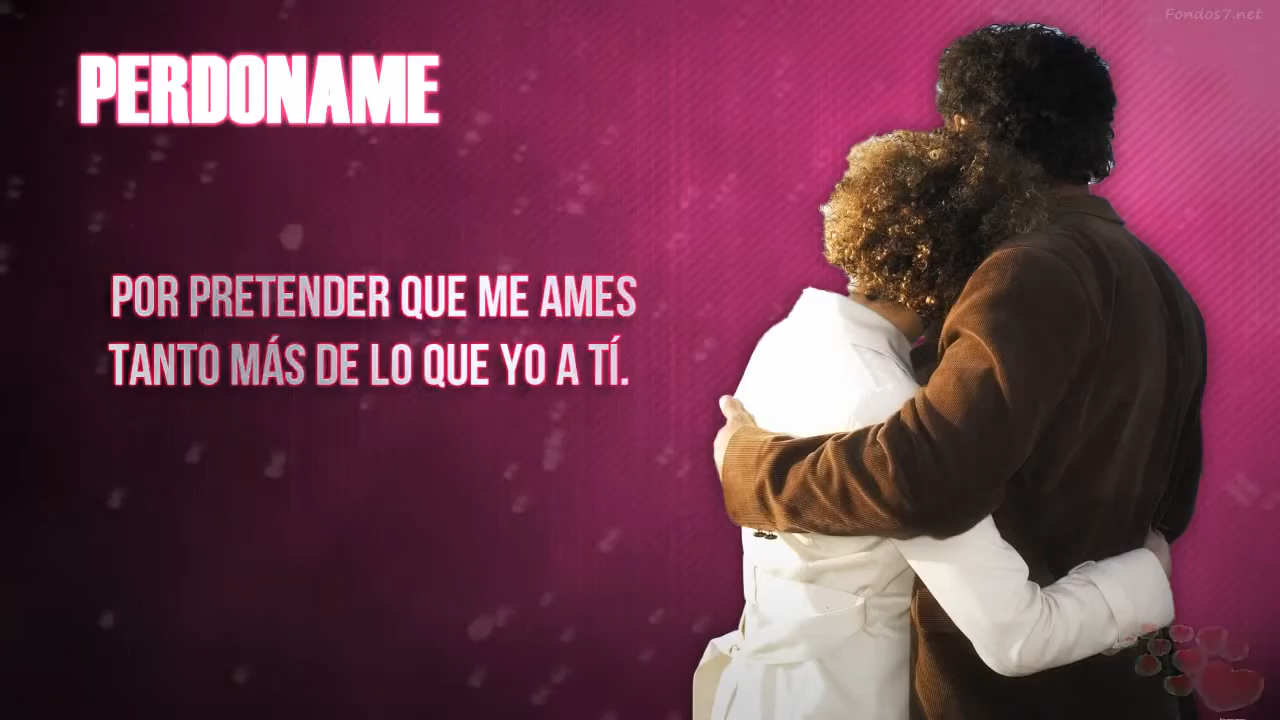 Fondos7.net
PERDONAME
POR PRETENDER QUE ME AMES
TANTO MÁS DE LO QUE YO A TÍ.